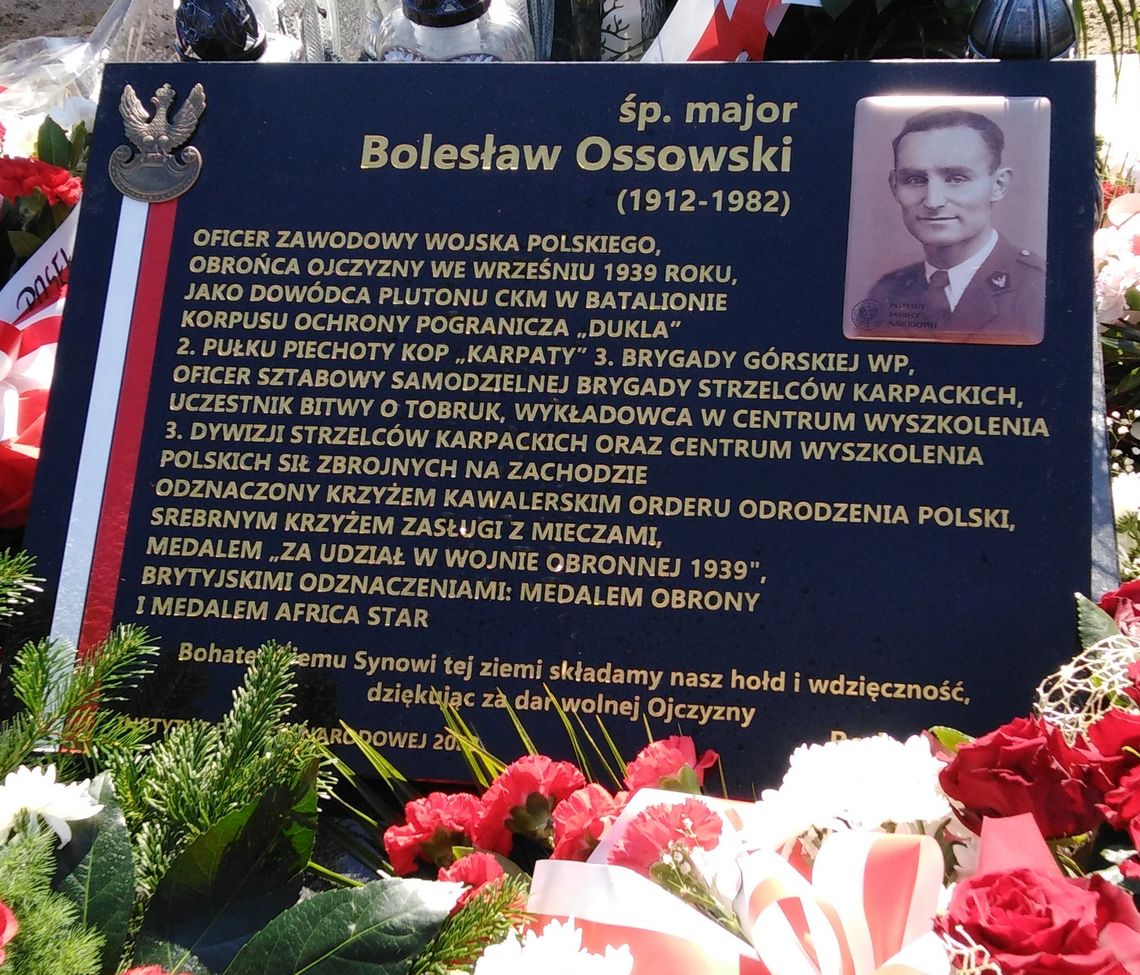 śp. major
Bolesław Ossowski
(1912-1982)
OFICER ZAWODOWY WOJSKA POLSKIEGO,
OBROŃCA OJCZYZNY WE WRZEŚNIU 1939 ROKU,
JAKO DOWÓDCA PLUTONU CKM W BATALIONIE
KORPUSU OCHRONY POGRANICZA „DUKLA”
2. PUŁKU PIECHOTY KOP „KARPATY” 3. BRYGADY GÓRSKIEJ WP,
OFICER SZTABOWY SAMODZIELNEJ BRYGADY STRZELCÓW KARPACKICH,
UCZESTNIK BITWY O TOBRUK, WYKŁADOWCA W CENTRUM WYSZKOLENIA
3. DYWIZJI STRZELCÓW KARPACKICH ORAZ CENTRUM WYSZKOLENIA
POLSKICH SIŁ ZBROJNYCH NA ZACHODZIE
ODZNACZONY KRZYŻEM KAWALERSKIM ORDERU ODRODZENIA POLSKI,
SREBRNYM KRZYŻEM ZASŁUGI Z MIECZAMI,
MEDALEM „ZA UDZIAŁ W WOJNIE OBRONNEJ 1939",
BRYTYJSKIMI ODZNACZENIAMI: MEDALEM OBRONY
I MEDALEM AFRICA STAR
Synowi tej ziemi składamy nasz hołd i wdzięczność,
dziękując za dar wolnej Ojczyzny
INSTYTUT
PAMIĘCI
NARODOWEJ